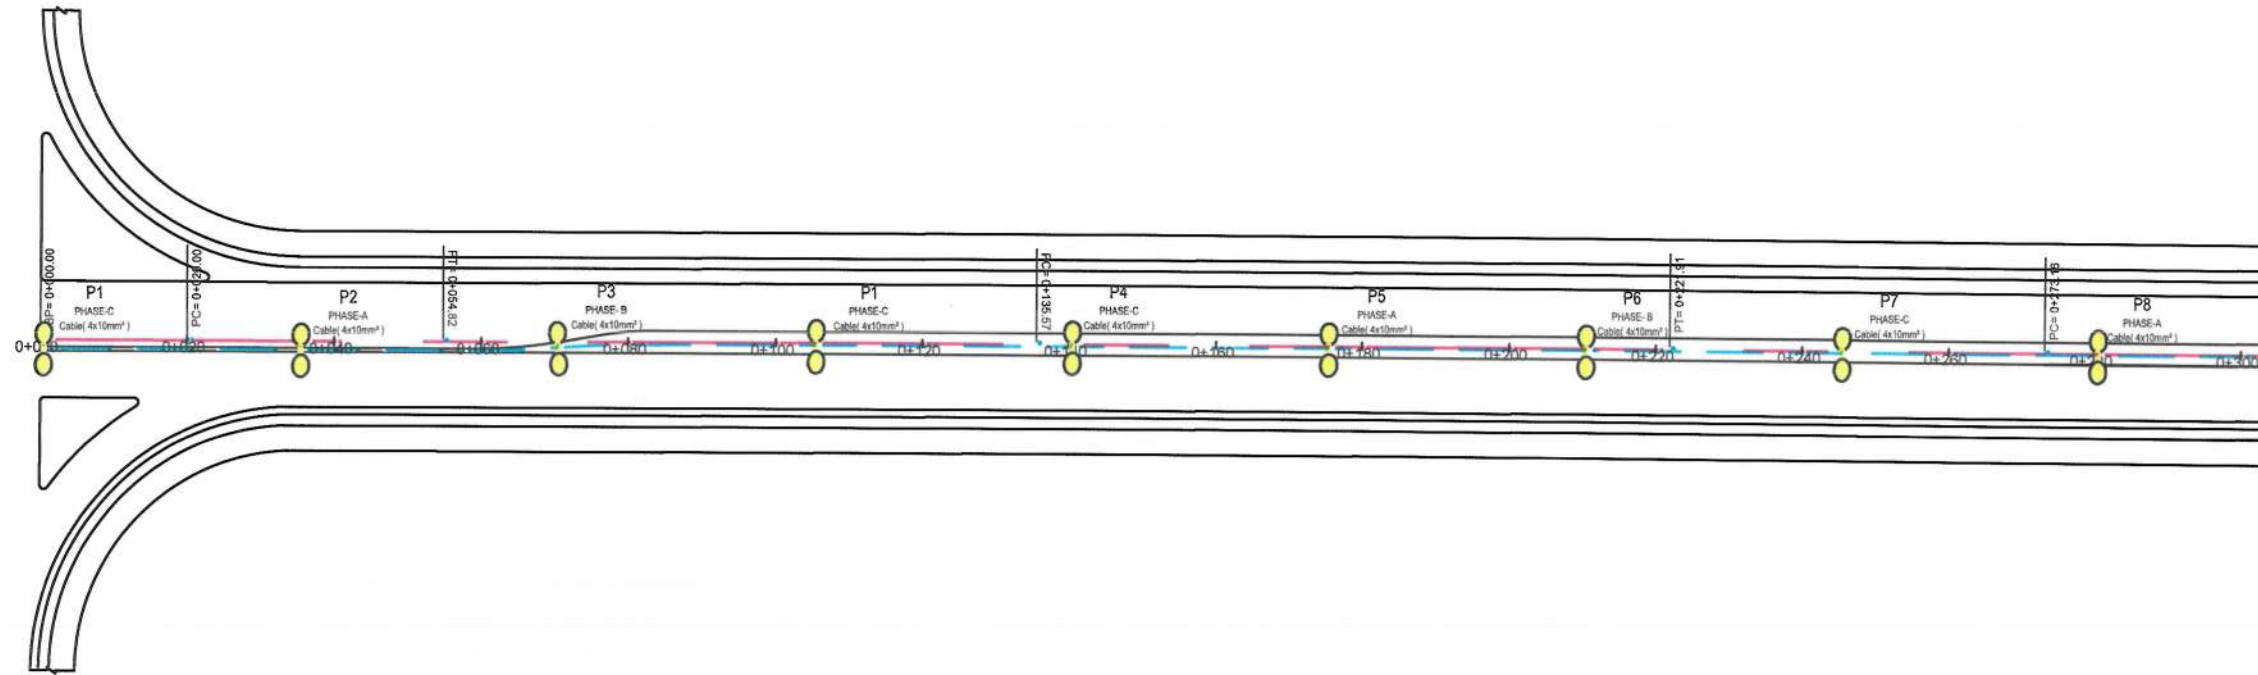 BP= 0+000.00
PC= 0+020.00
PT= 0+054.82
PC= 0+135.57
PT= 0+221.91
PC= 0+273.16
P1
PHASE-C
Cable( 4x10mm² )
P2
PHASE-A
Cable( 4x10mm² )
P3
PHASE- B
Cable( 4x10mm² )
P1
PHASE-C
Cable( 4x10mm² )
P4
PHASE-C
Cable( 4x10mm² )
P5
PHASE-A
Cable( 4x10mm² )
P6
PHASE- B
Cable( 4x10mm² )
P7
PHASE-C
Cable( 4x10mm² )
P8
PHASE-A
Cable( 4x10mm² )
0+020
0+040
0+060
0+080
0+100
0+120
0+160
0+180
0+200
0+220
0+240
0+260
0+300